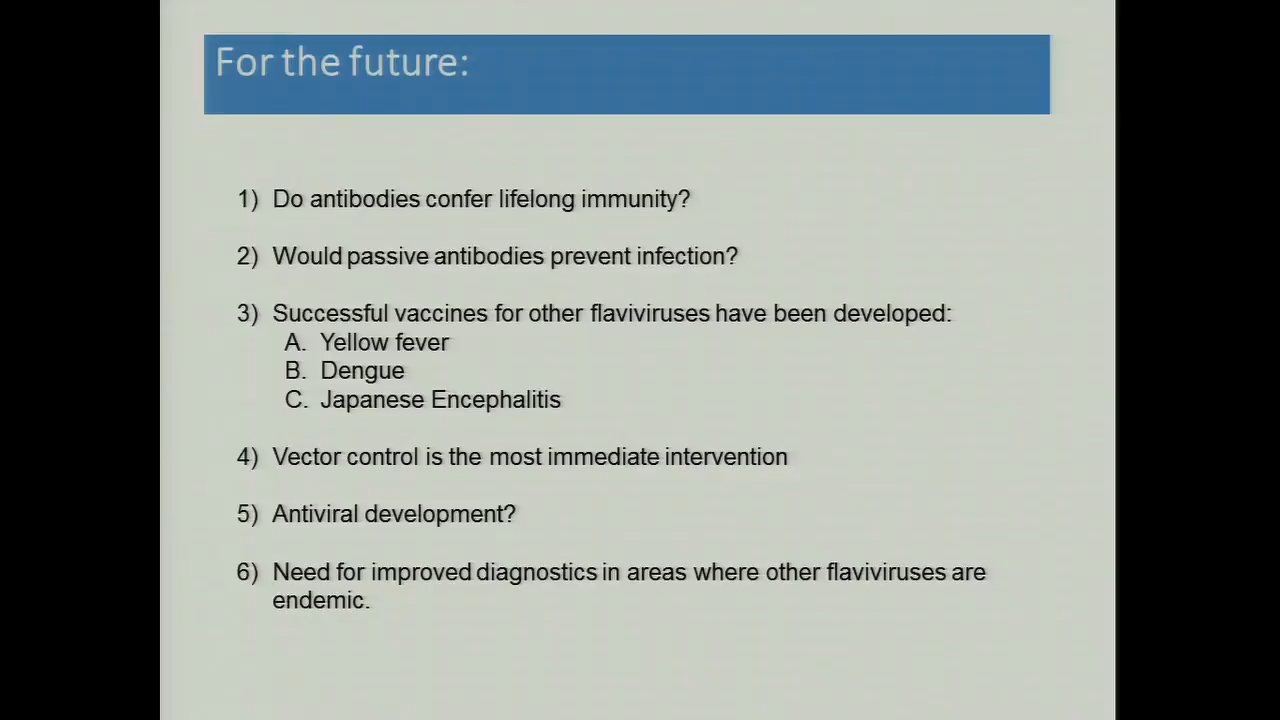 For the future:
1) Do antibodies confer lifelong immunity?
2) Would passive antibodies prevent infection?
3) Successful vaccines for other flaviviruses have been developed:
A. Yellow fever
B. Dengue
C. Japanese Encephalitis
4) Vector control is the most immediate intervention
5) Antiviral development?
6) Need for improved diagnostics in areas where other flaviviruses are
endemic.